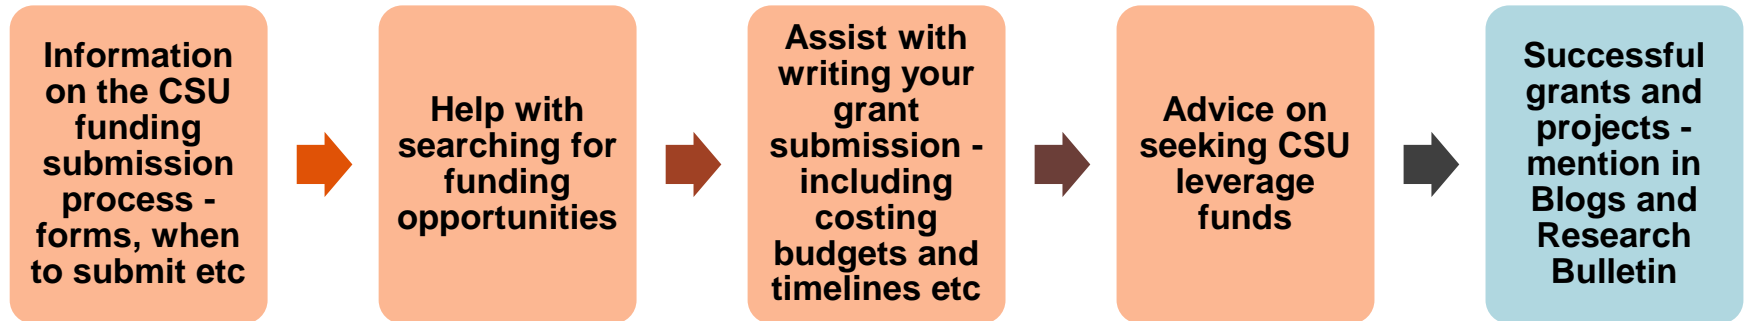 Information
on the CSU
funding
submission
process -
forms, when
to submit etc
Help with
searching for
funding
opportunities
Assist with
writing your
grant
submission -
including
costing
budgets and
timelines etc
Advice on
seeking CSU
leverage
funds
Successful
grants and
projects -
mention in
Blogs and
Research
Bulletin